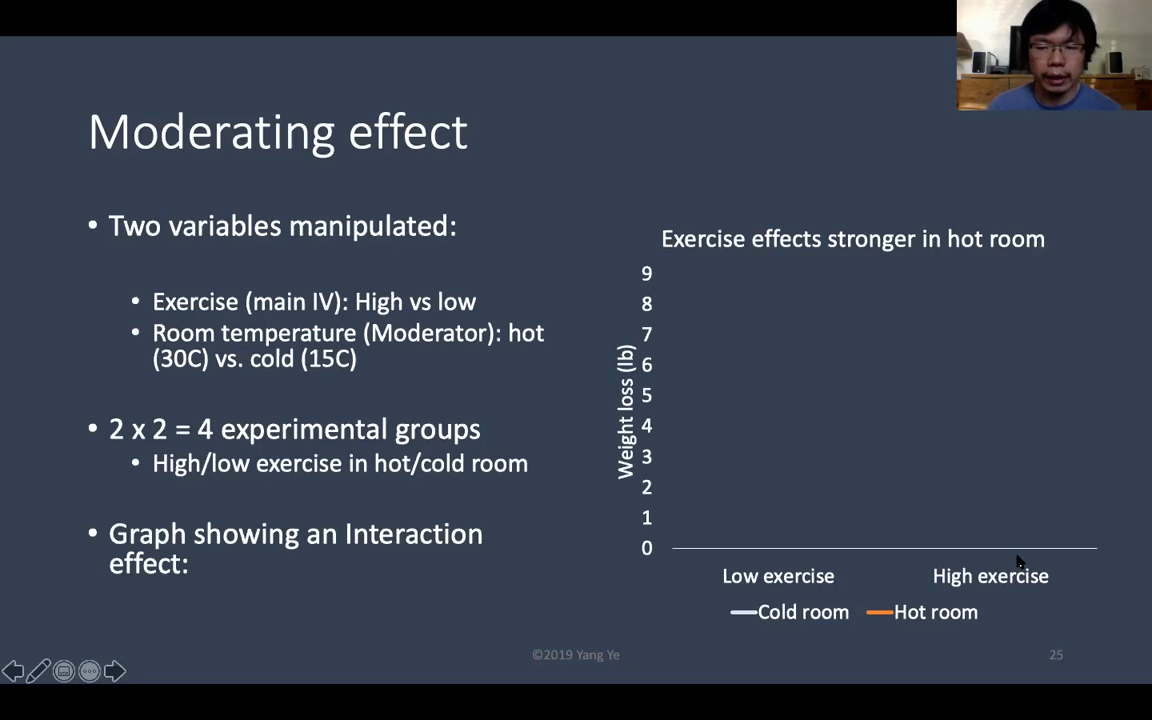 Moderating effect
• Two variables manipulated:
• Exercise (main IV): High vs low
• Room temperature (Moderator): hot
(30C) vs. cold (15C)
• 2 x 2 = 4 experimental groups
• High/low exercise in hot/cold room
• Graph showing an Interaction
effect:
Exercise effects stronger in hot room
9
8
7
6
5
4
3
2
1
0
Weight loss (lb)
Low exercise High exercise
Cold room Hot room
©2019 Yang Ye
25